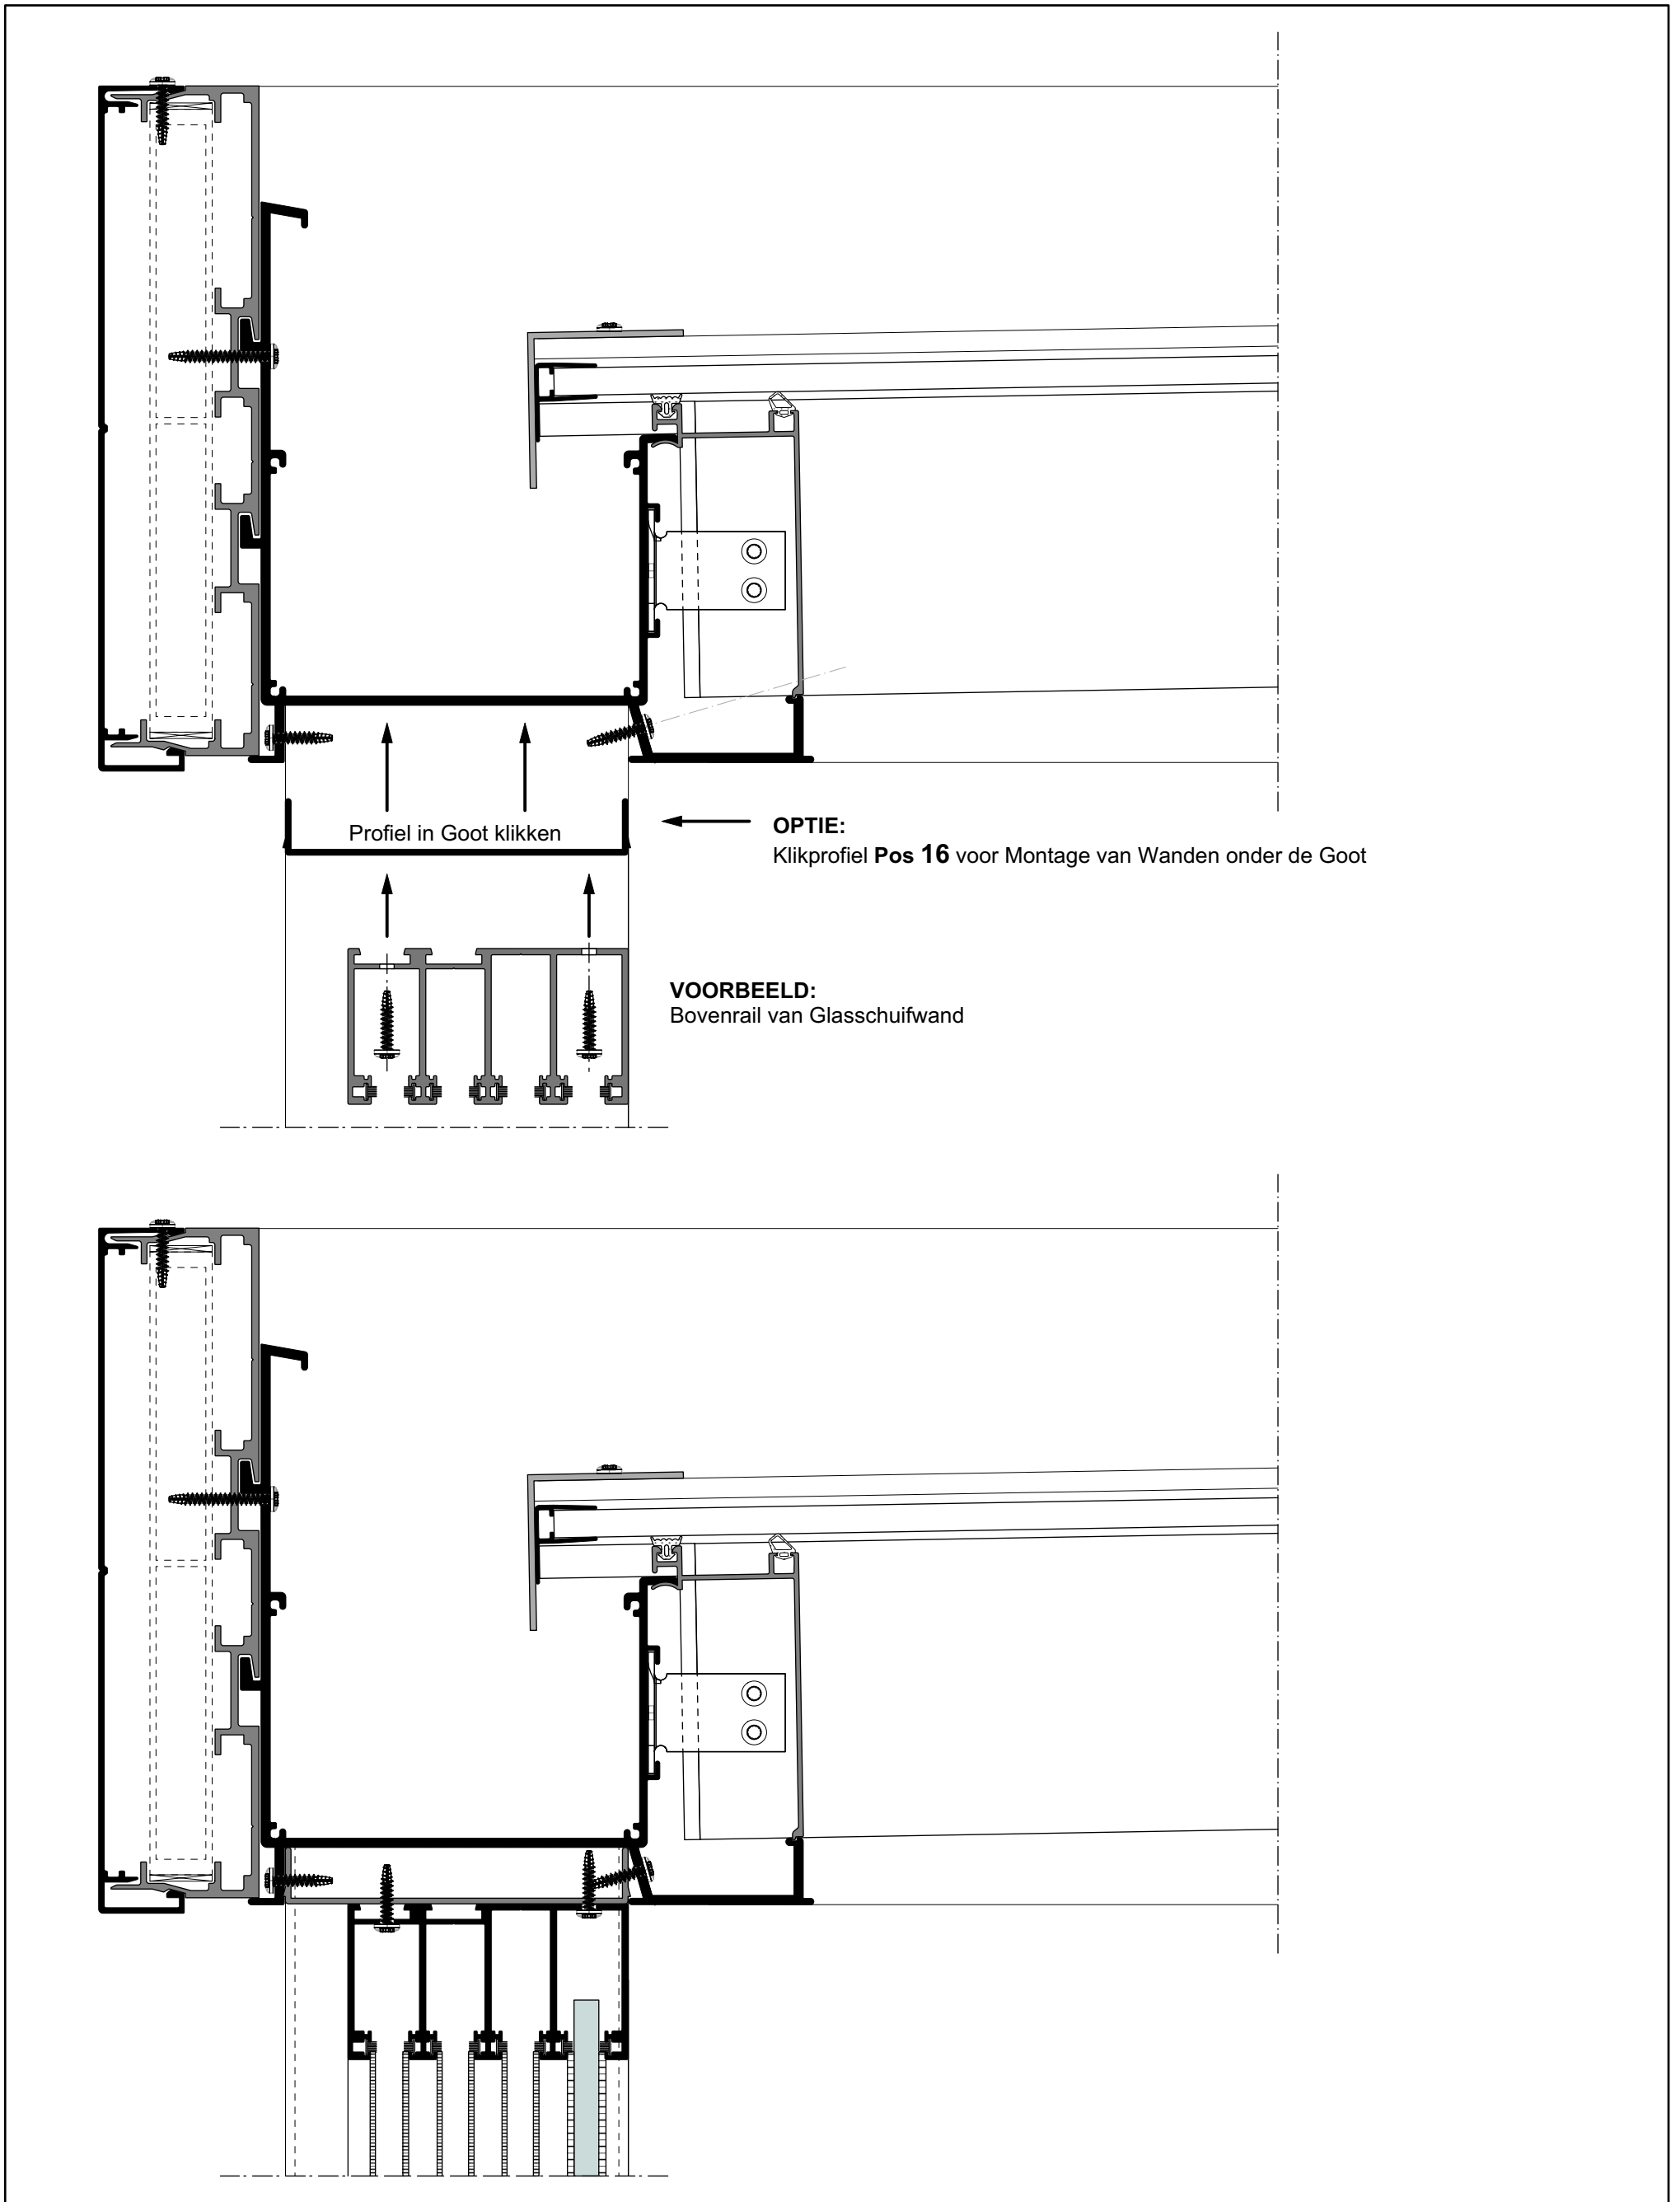 Profiel in Goot klikken
OPTIE:
Klikprofiel Pos 16 voor Montage van Wanden onder de Goot
VOORBEELD:
Bovenrail van Glasschuifwand